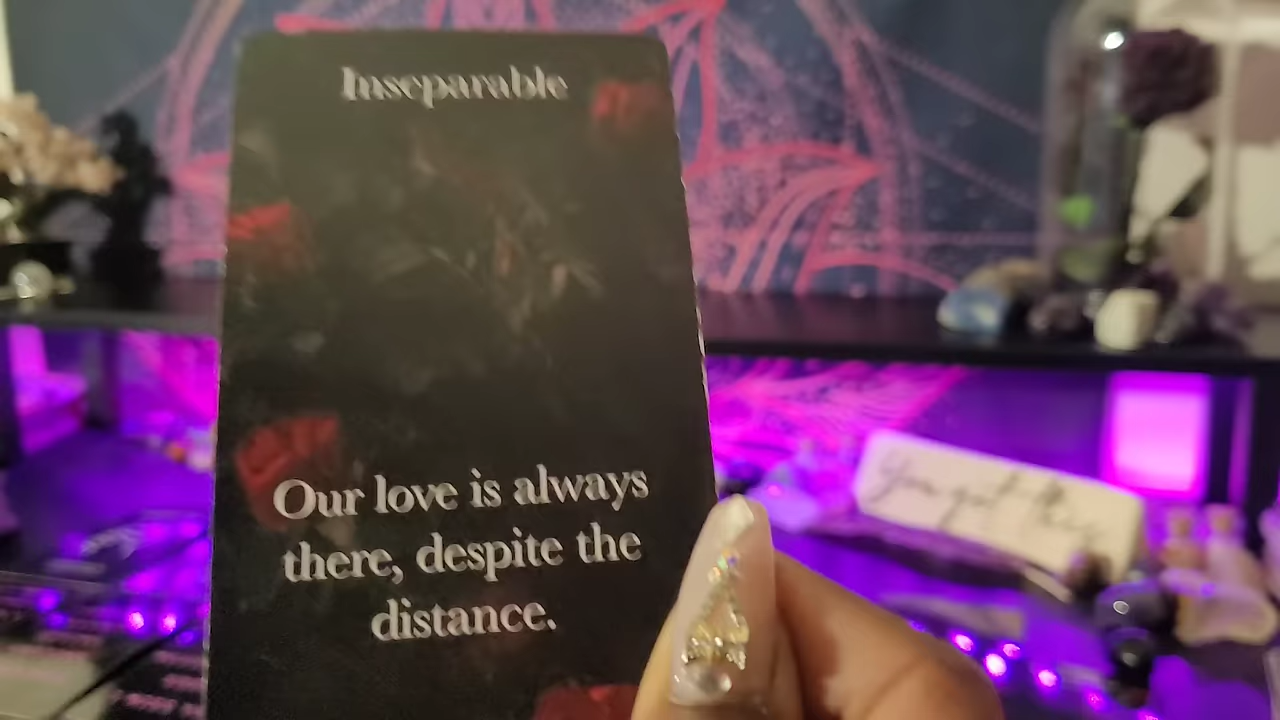 Inseparable
Our love is always
there, despite the
distance.